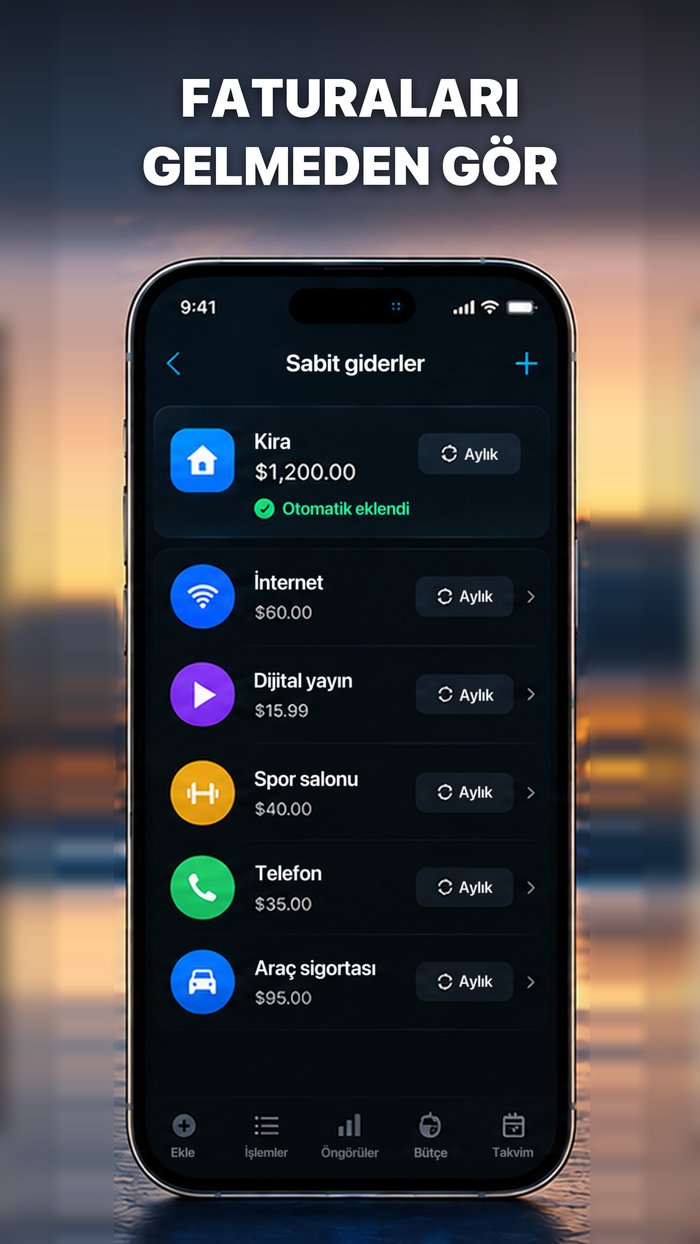 FATURALARI
GELMEDEN GÖR
9:41
Sabit giderler
Kira
$1,200.00
Aylık
Otomatik eklendi
İnternet
$60.00
Aylık
Dijital yayın
$15.99
Aylık
Spor salonu
$40.00
Aylık
Telefon
$35.00
Aylık
Araç sigortası
$95.00
Aylık
Ekle
İşlemler
Öngörüler
Bütçe
Takvim